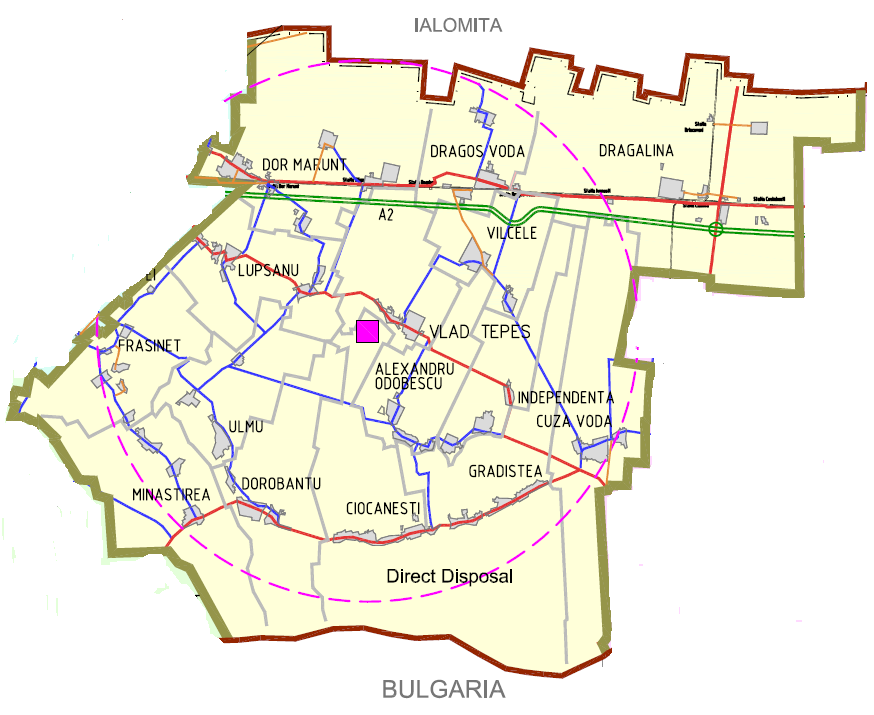 IALOMITA
DRAGOS VODA
DRAGALINA
DOR MARUNT
A2
VILCELE
LUPSANU
VLAD TEPES
FRASINET
ALEXANDRU
ODOBESCU
INDEPENDENTA
CUZA VODA
ULMU
GRADISTEA
DOROBANTU
MINASTIREA
CIOCANESTI
Direct Disposal
BULGARIA